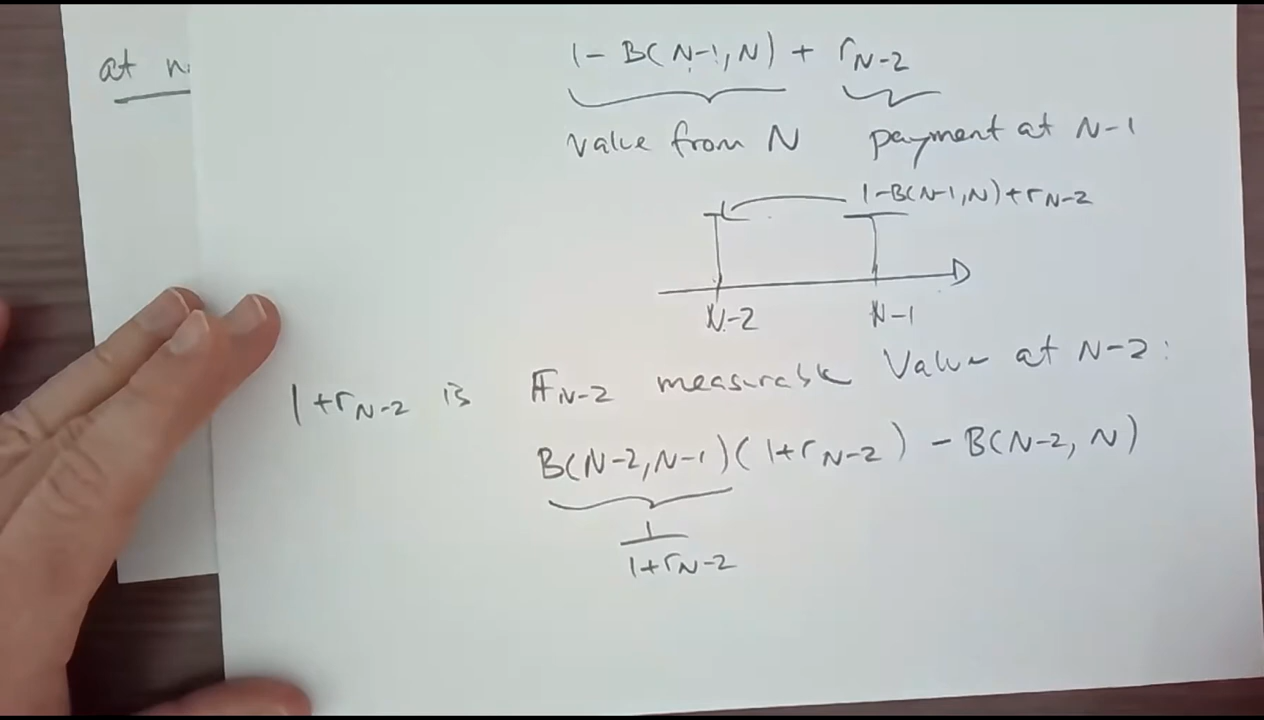 1 - B(N-1, N) + r_{N-2}
at n
value from N payment at N-1
1-B(N-1, N)+r_{N-2}
N-2 N-1
1+r_{N-2} is F_{N-2} measurable Value at N-2:
B(N-2, N-1)(1+r_{N-2}) - B(N-2, N)
1
1+r_{N-2}